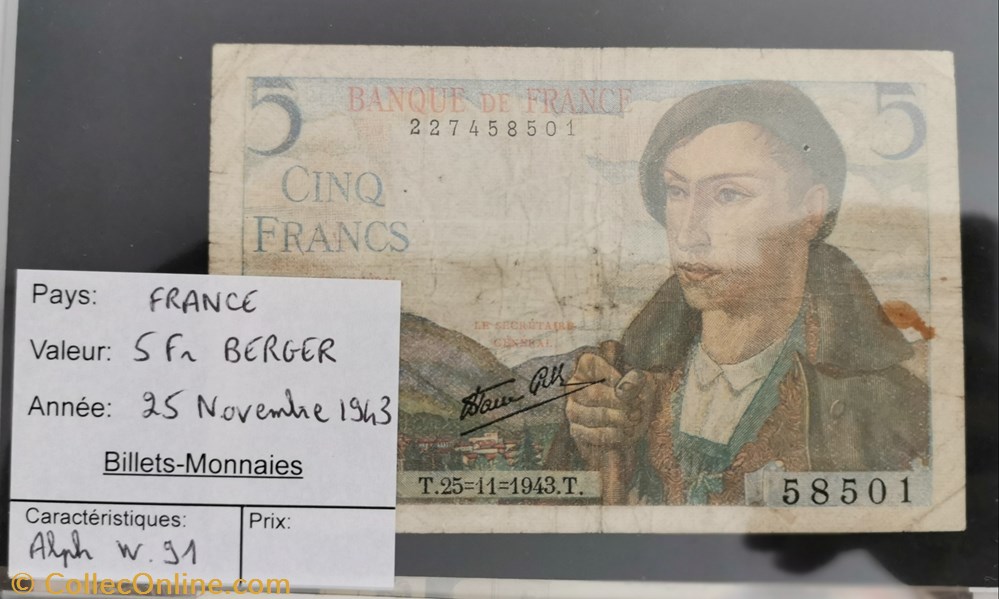 5 BANQUE DE FRANCE 5
227458501
CINQ
FRANCS
LE SECRÉTAIRE
GÉNÉRAL
T.25=11=1943.T.
58501
Pays: FRANCE
Valeur: 5 Fr BERGER
Année: 25 Novembre 1943
Billets-Monnaies
Caractéristiques: Prix:
Alph W.91
© CollecOnline.com